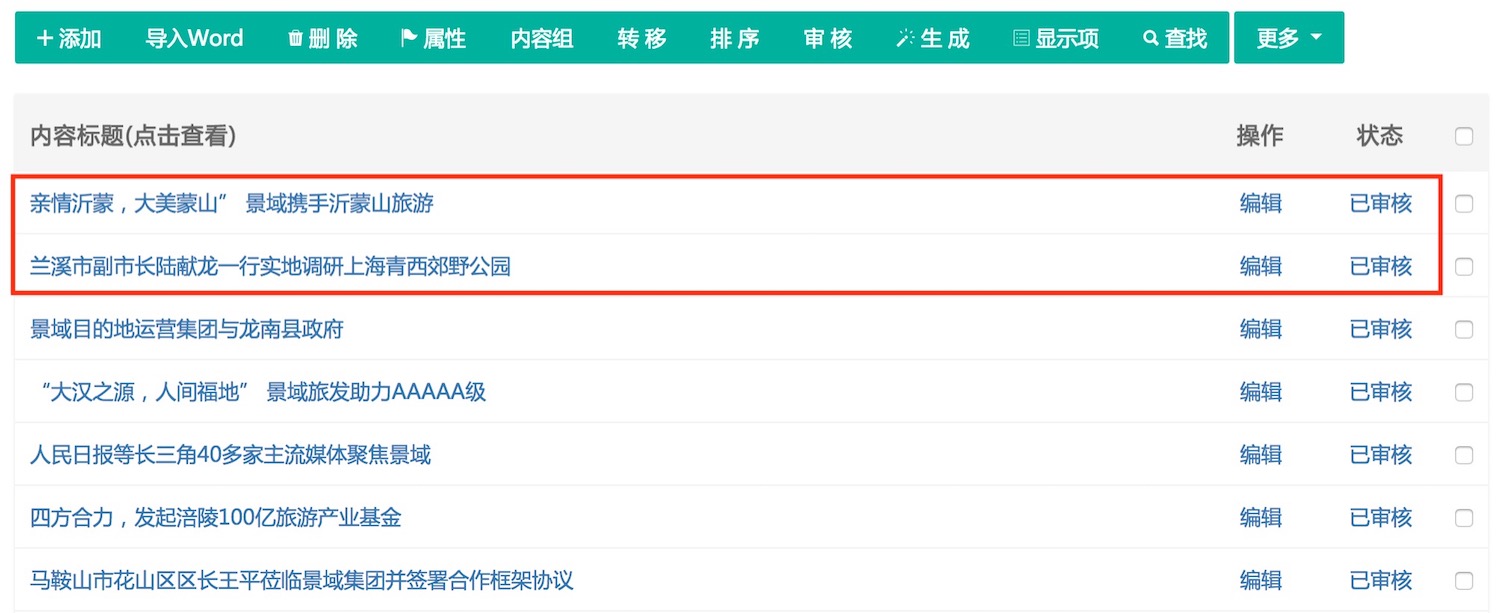 添加 导入Word 删 除 属性 内容组 转 移 排 序 审 核 生 成 显示项 查找 更多
内容标题(点击查看) 操作 状态
亲情沂蒙，大美蒙山” 景域携手沂蒙山旅游 编辑 已审核
兰溪市副市长陆献龙一行实地调研上海青西郊野公园 编辑 已审核
景域目的地运营集团与龙南县政府 编辑 已审核
“大汉之源，人间福地” 景域旅发助力AAAAA级 编辑 已审核
人民日报等长三角40多家主流媒体聚焦景域 编辑 已审核
四方合力，发起涪陵100亿旅游产业基金 编辑 已审核
马鞍山市花山区区长王平莅临景域集团并签署合作框架协议 编辑 已审核